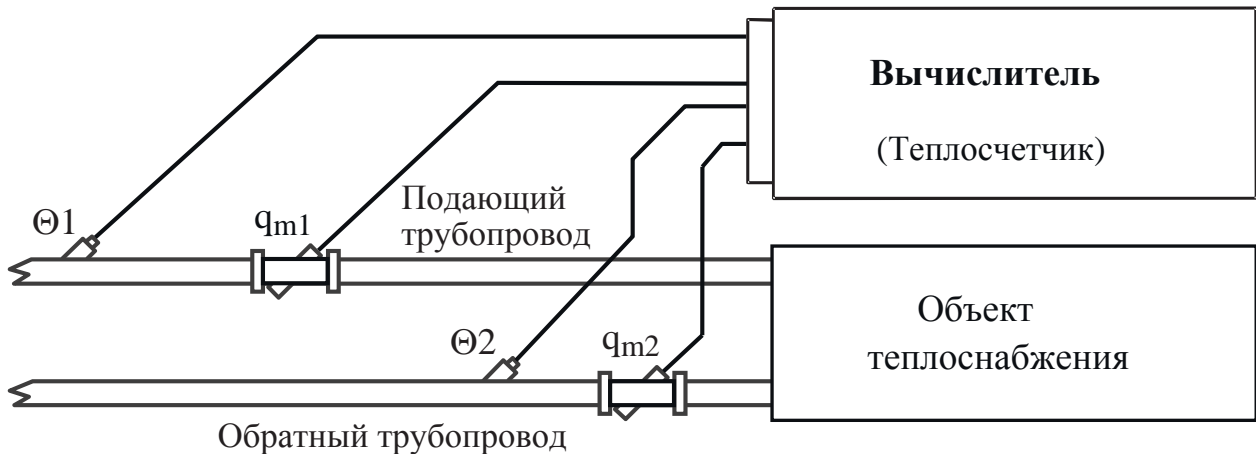 Вычислитель
(Теплосчетчик)
Θ1
qm1
Подающий
трубопровод
Θ2
qm2
Объект
теплоснабжения
Обратный трубопровод